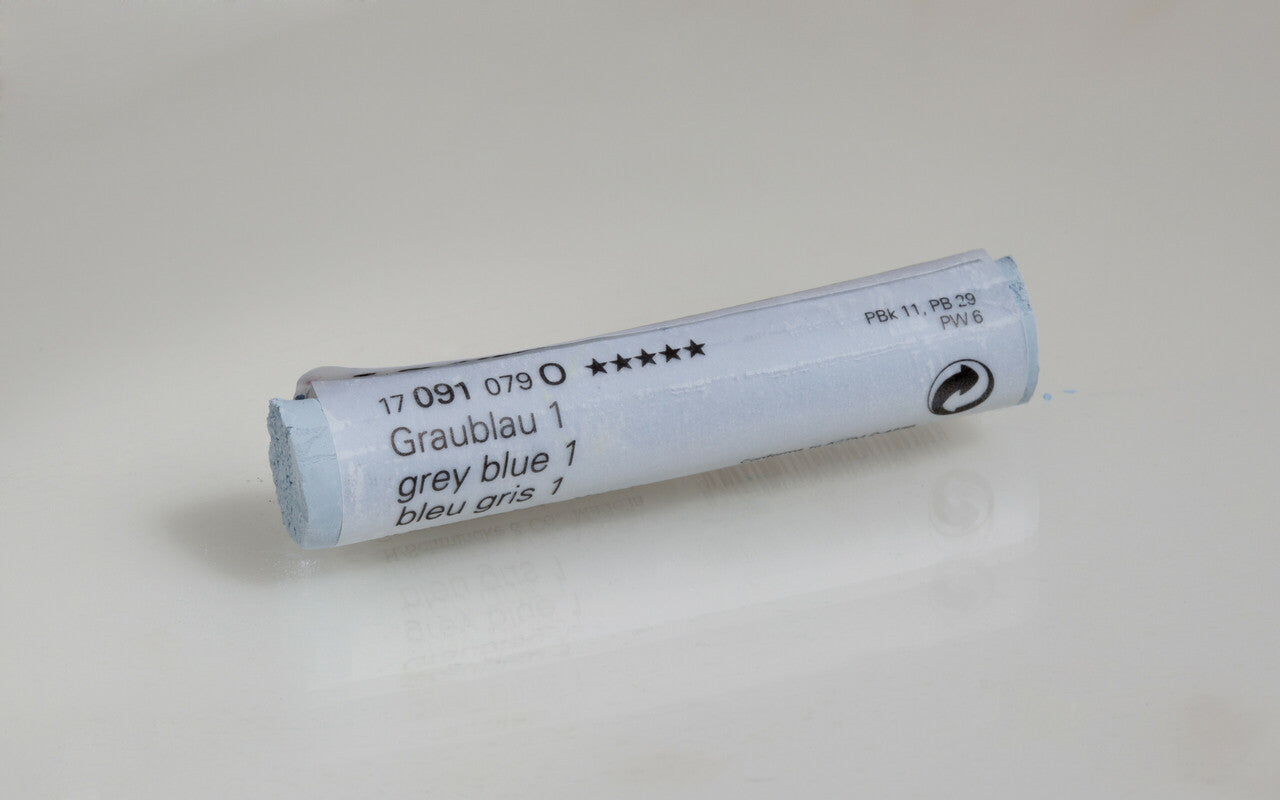 17 091 079 O ★★★★★
Graublau 1
grey blue 1
bleu gris 1
PBk 11, PB 29
PW 6